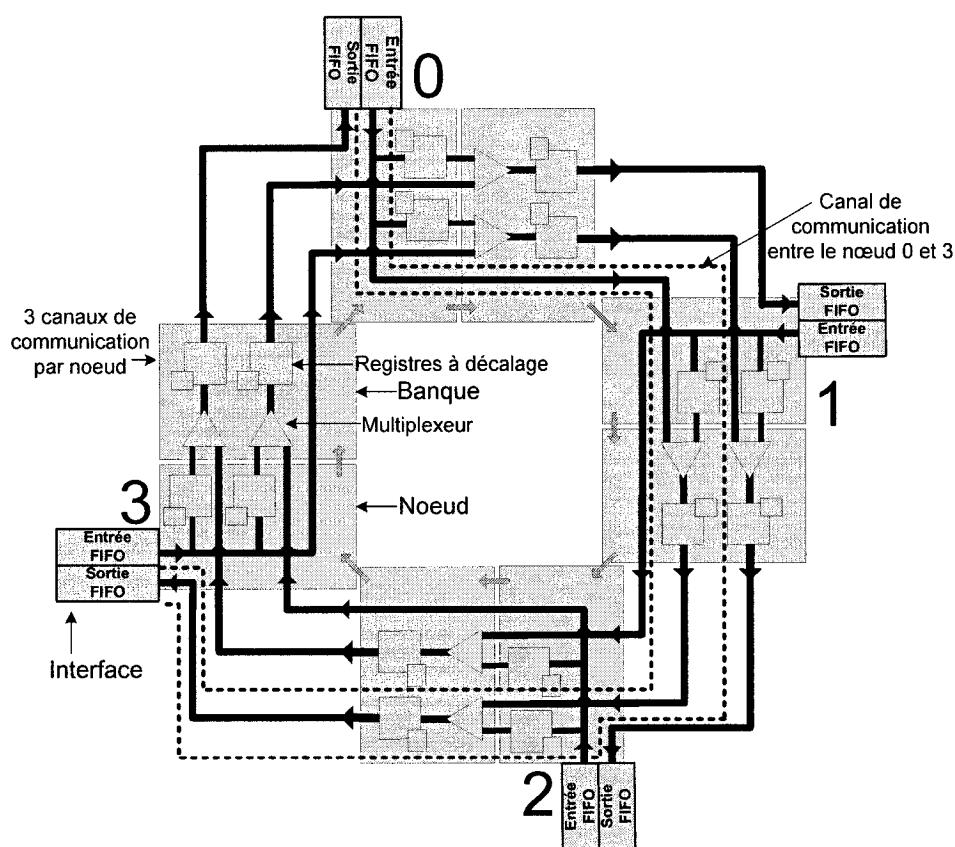 Sortie
FIFO
Entrée
FIFO
0
Canal de
communication
entre le nœud 0 et 3
Sortie
FIFO
Entrée
FIFO
1
3 canaux de
communication
par noeud
Registres à décalage
Banque
Multiplexeur
Noeud
3
Entrée
FIFO
Sortie
FIFO
Interface
2
Entrée
FIFO
Sortie
FIFO